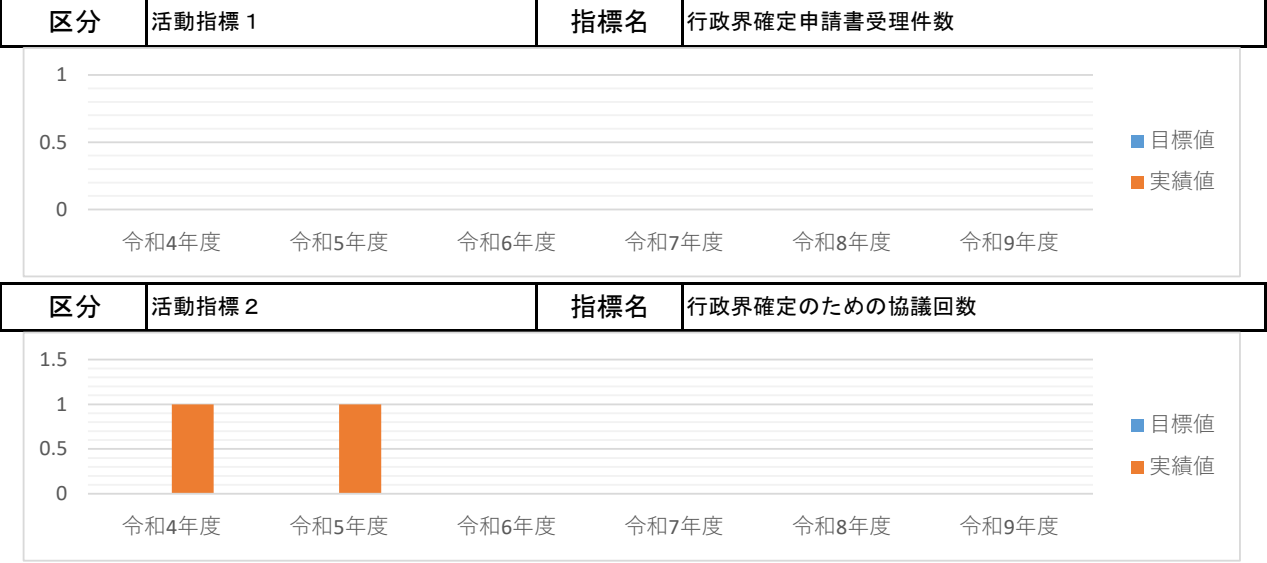 区分 活動指標１ 指標名 行政界確定申請書受理件数
1
0.5
0
目標値
実績値
令和4年度 令和5年度 令和6年度 令和7年度 令和8年度 令和9年度
区分 活動指標２ 指標名 行政界確定のための協議回数
1.5
1
0.5
0
目標値
実績値
令和4年度 令和5年度 令和6年度 令和7年度 令和8年度 令和9年度